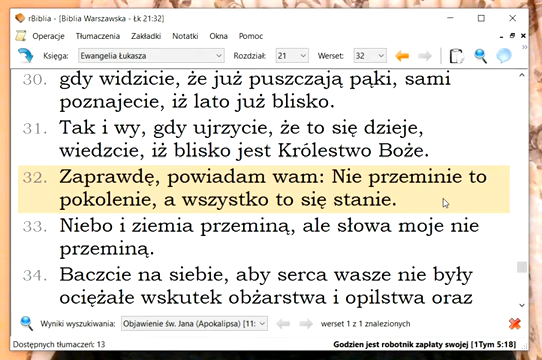 rBiblia - [Biblia Warszawska - Łk 21:32]
Operacje Tłumaczenia Zakładki Notatki Okna Pomoc
Księga: Ewangelia Łukasza Rozdział: 21 Werset: 32
30. gdy widzicie, że już puszczają pąki, sami
poznajecie, iż lato już blisko.
31. Tak i wy, gdy ujrzycie, że to się dzieje,
wiedzcie, iż blisko jest Królestwo Boże.
32. Zaprawdę, powiadam wam: Nie przeminie to
pokolenie, a wszystko to się stanie.
33. Niebo i ziemia przeminą, ale słowa moje nie
przeminą.
34. Baczcie na siebie, aby serca wasze nie były
ociężałe wskutek obżarstwa i opilstwa oraz
Wyniki wyszukiwania: Objawienie św. Jana (Apokalipsa) [11: werset 1 z 1 znalezionych
Dostępnych tłumaczeń: 13 Godzien jest robotnik zapłaty swojej [1Tym 5:18]